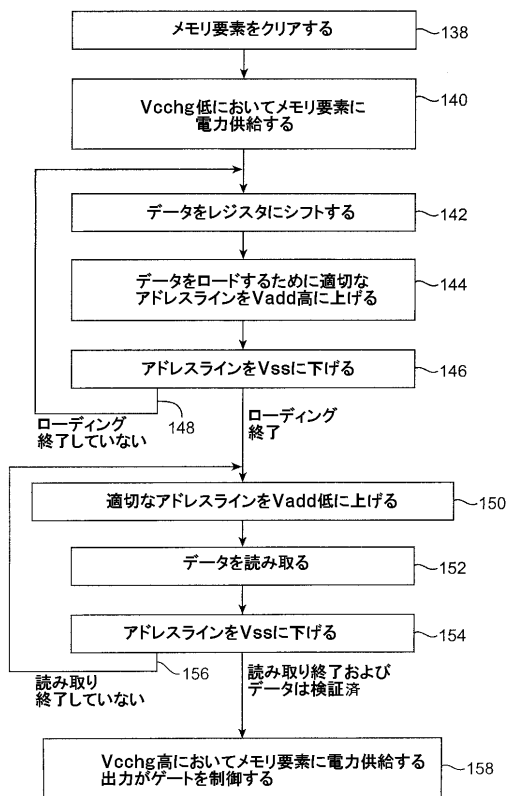 メモリ要素をクリアする
138
Vcchg低においてメモリ要素に
電力供給する
140
データをレジスタにシフトする
142
データをロードするために適切な
アドレスラインをVadd高に上げる
144
アドレスラインをVssに下げる
146
ローディング
終了していない
148
ローディング
終了
適切なアドレスラインをVadd低に上げる
150
データを読み取る
152
アドレスラインをVssに下げる
154
読み取り
終了していない
156
読み取り終了および
データは検証済
Vcchg高においてメモリ要素に電力供給する
出力がゲートを制御する
158